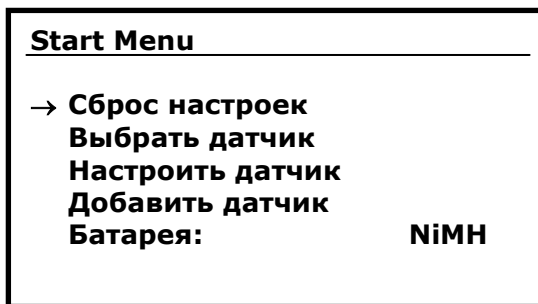 Start Menu
→ Сброс настроек
Выбрать датчик
Настроить датчик
Добавить датчик
Батарея: NiMH